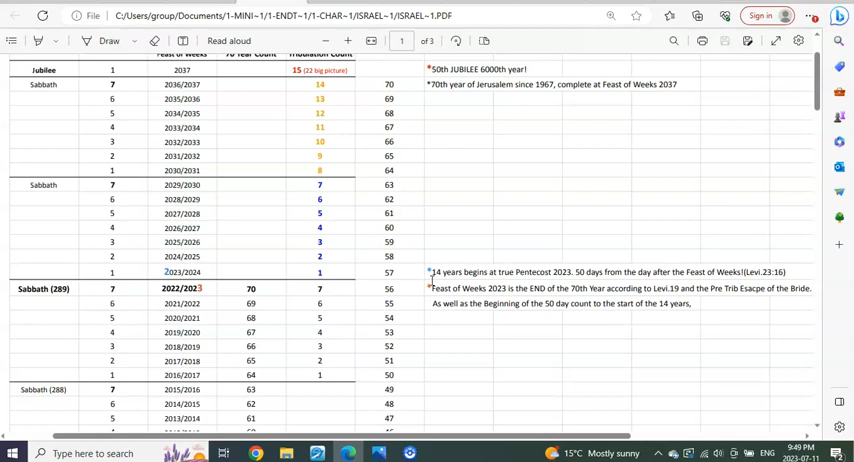 File C:/Users/group/Documents/1-MINI~1/1-ENDT~1/1-CHAR~1/ISRAEL~1/ISRAEL~1.PDF Sign in
Draw Read aloud 1 of 3
Feast of Weeks 70 Year Count Tribulation Count
Jubilee 1 2037 15 (22 big picture) *50th JUBILEE 6000th year!
Sabbath 7 2036/2037 14 70 *70th year of Jerusalem since 1967, complete at Feast of Weeks 2037
6 2035/2036 13 69
5 2034/2035 12 68
4 2033/2034 11 67
3 2032/2033 10 66
2 2031/2032 9 65
1 2030/2031 8 64
Sabbath 7 2029/2030 7 63
6 2028/2029 6 62
5 2027/2028 5 61
4 2026/2027 4 60
3 2025/2026 3 59
2 2024/2025 2 58
1 2023/2024 1 57 *14 years begins at true Pentecost 2023. 50 days from the day after the Feast of Weeks!(Levi.23:16)
Sabbath (289) 7 2022/2023 70 7 56 *Feast of Weeks 2023 is the END of the 70th Year according to Levi.19 and the Pre Trib Esacpe of the Bride.
6 2021/2022 69 6 55 As well as the Beginning of the 50 day count to the start of the 14 years,
5 2020/2021 68 5 54
4 2019/2020 67 4 53
3 2018/2019 66 3 52
2 2017/2018 65 2 51
1 2016/2017 64 1 50
Sabbath (288) 7 2015/2016 63 49
6 2014/2015 62 48
5 2013/2014 61 47
Type here to search 15°C Mostly sunny ENG 9:49 PM
2023-07-11